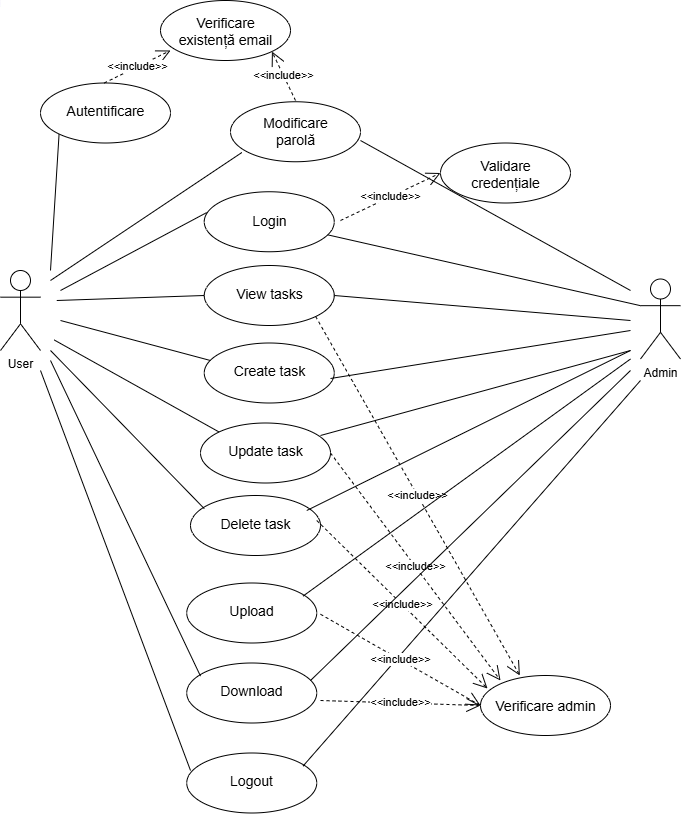 Verificare
existență email
<<include>>
<<include>>
Autentificare
Modificare
parolă
Validare
credențiale
<<include>>
Login
View tasks
User
Admin
Create task
Update task
<<include>>
Delete task
<<include>>
<<include>>
Upload
<<include>>
Download
<<include>>
Verificare admin
Logout